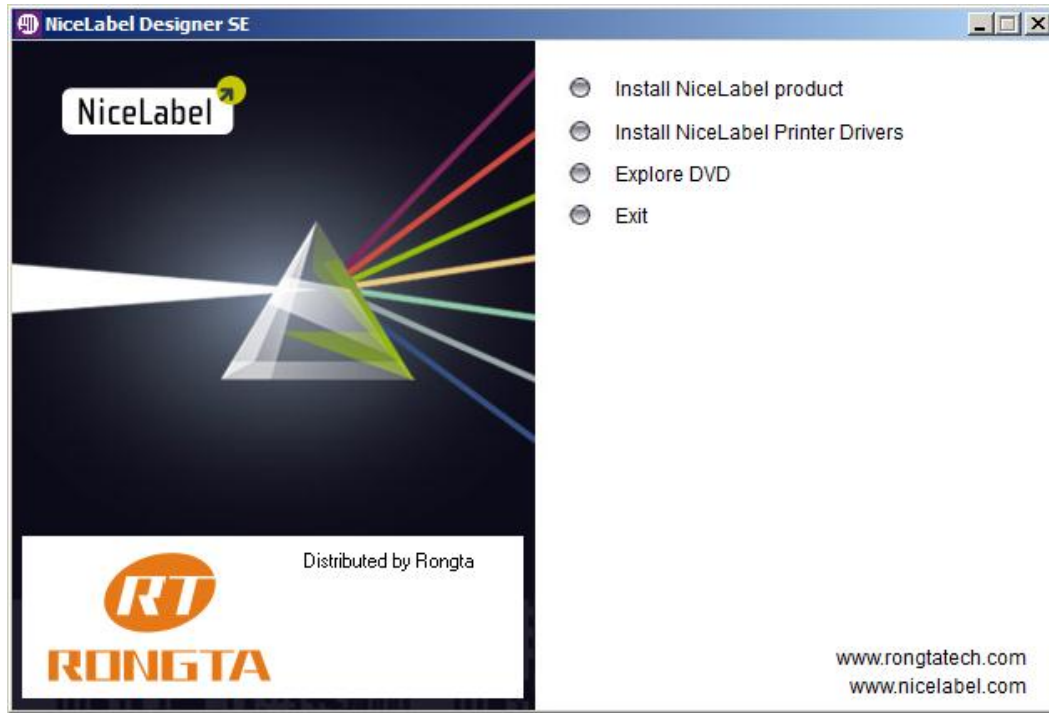 NiceLabel Designer SE
NiceLabel
Install NiceLabel product
Install NiceLabel Printer Drivers
Explore DVD
Exit
Distributed by Rongta
RT
RONGTA
www.rongtatech.com
www.nicelabel.com